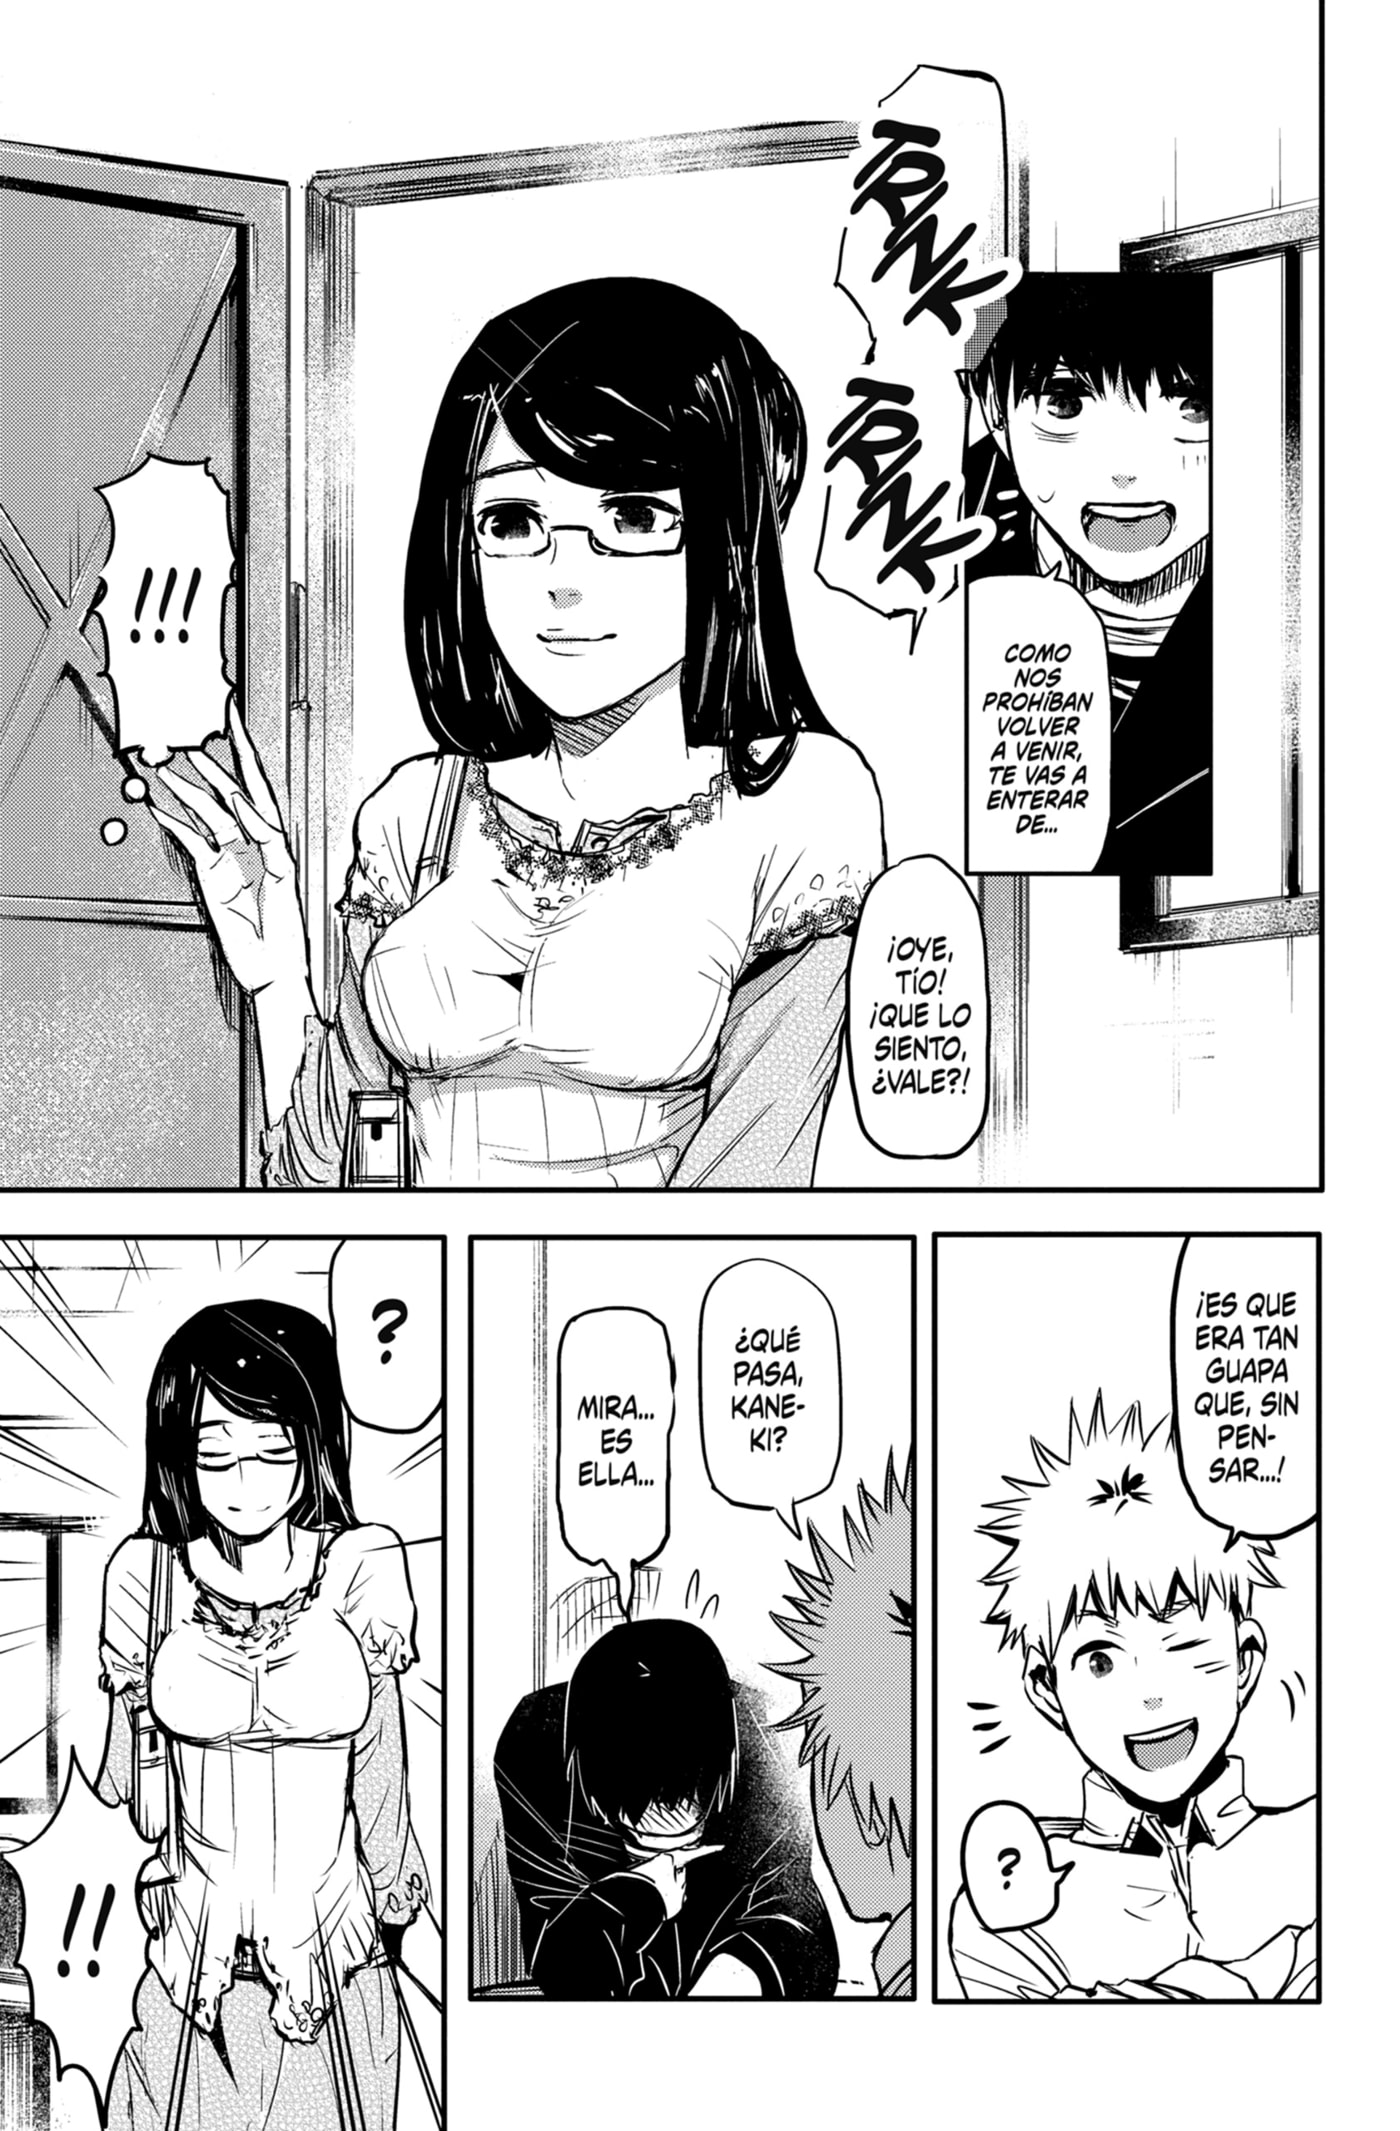 COMO
NOS
PROHÍBAN
VOLVER
A VENIR,
TE VAS A
ENTERAR
DE...
TRINK
TRINK
¡OYE,
TÍO!
¡QUE LO
SIENTO,
¿VALE?!
!!!
¡ES QUE
ERA TAN
GUAPA
QUE, SIN
PEN-
SAR...!
?
¿QUÉ
PASA,
KANE-
KI?
MIRA...
ES
ELLA...
?
!!